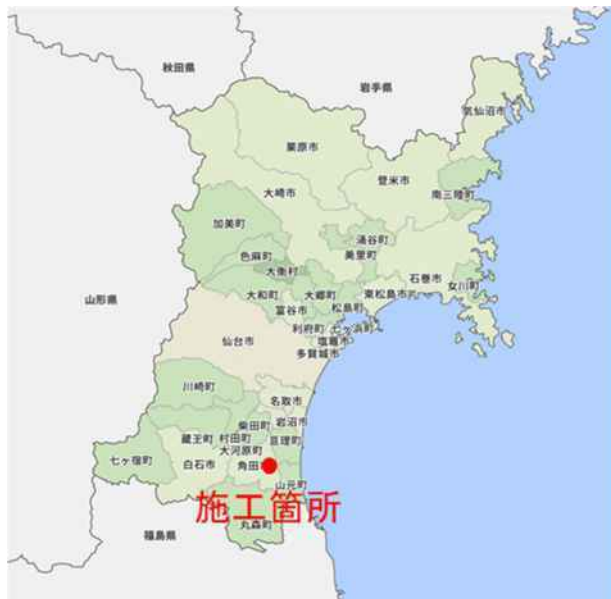 秋田県
岩手県
気仙沼市
栗原市
登米市
南三陸町
大崎市
加美町
涌谷町
色麻町
美里町
大衡村
石巻市
女川町
山形県
大和町
大郷町
東松島市
富谷市
松島町
利府町
七ヶ浜町
仙台市
塩竈市
多賀城市
川崎町
名取市
柴田町
岩沼市
蔵王町
村田町
亘理町
大河原町
七ヶ宿町
白石市
角田
山元町
施工箇所
丸森町
福島県